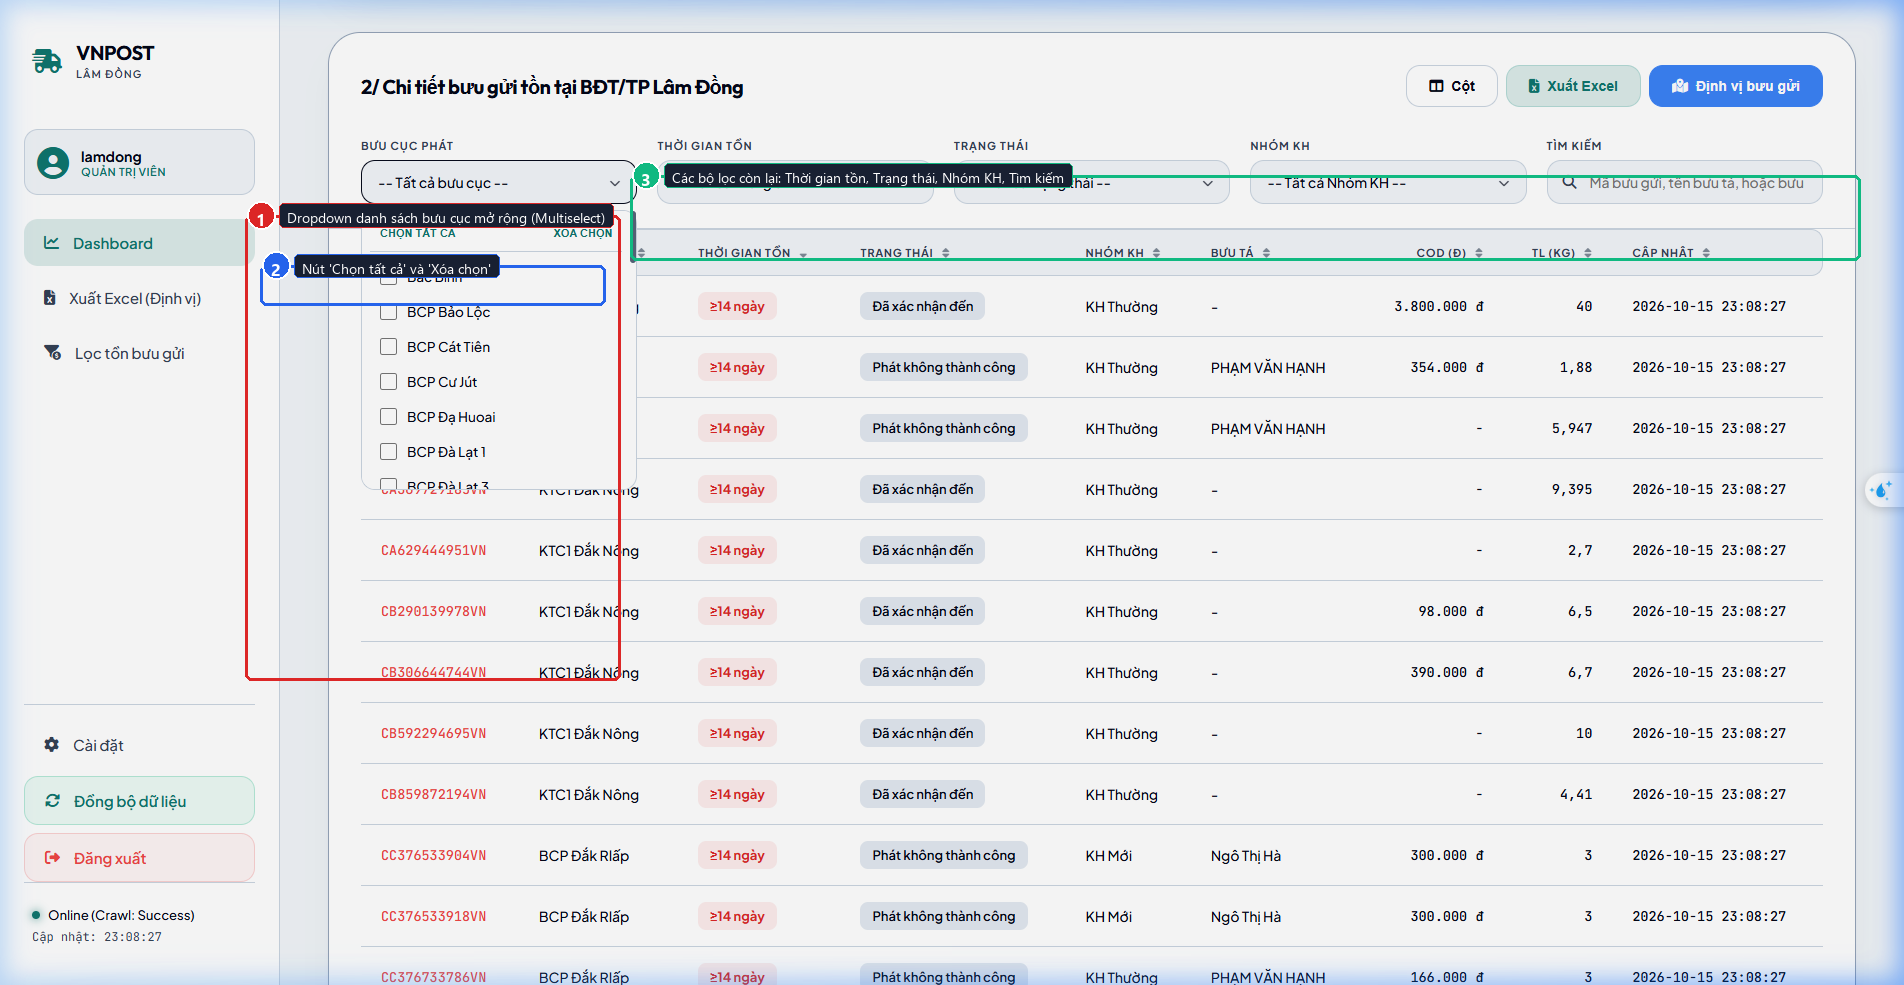 VNPOST
LÂM ĐỒNG
lamdong
QUẢN TRỊ VIÊN
Dashboard
Xuất Excel (Định vị)
Lọc tồn bưu gửi
Cài đặt
Đồng bộ dữ liệu
Đăng xuất
Online (Crawl: Success)
Cập nhật: 23:08:27
2/ Chi tiết bưu gửi tồn tại BĐT/TP Lâm Đồng
Cột
Xuất Excel
Định vị bưu gửi
BƯU CỤC PHÁT
THỜI GIAN TỒN
TRẠNG THÁI
NHÓM KH
TÌM KIẾM
-- Tất cả bưu cục --
-- Tất cả Nhóm KH --
Mã bưu gửi, tên bưu tá, hoặc bưu
3 Các bộ lọc còn lại: Thời gian tồn, Trạng thái, Nhóm KH, Tìm kiếm
1 Dropdown danh sách bưu cục mở rộng (Multiselect)
CHỌN TẤT CẢ
XÓA CHỌN
2 Nút 'Chọn tất cả' và 'Xóa chọn'
Bắc Bình
BCP Bảo Lộc
BCP Cát Tiên
BCP Cư Jút
BCP Đạ Huoai
BCP Đà Lạt 1
BCP Đà Lạt 3
THỜI GIAN TỒN TRẠNG THÁI NHÓM KH BƯU TÁ COD (Đ) TL (KG) CẬP NHẬT
≥14 ngày Đã xác nhận đến KH Thường - 3.800.000 đ 40 2026-10-15 23:08:27
≥14 ngày Phát không thành công KH Thường PHẠM VĂN HẠNH 354.000 đ 1,88 2026-10-15 23:08:27
≥14 ngày Phát không thành công KH Thường PHẠM VĂN HẠNH - 5,947 2026-10-15 23:08:27
KTC1 Đắk Nông ≥14 ngày Đã xác nhận đến KH Thường - - 9,395 2026-10-15 23:08:27
CA629444951VN KTC1 Đắk Nông ≥14 ngày Đã xác nhận đến KH Thường - - 2,7 2026-10-15 23:08:27
CB290139978VN KTC1 Đắk Nông ≥14 ngày Đã xác nhận đến KH Thường - 98.000 đ 6,5 2026-10-15 23:08:27
CB306644744VN KTC1 Đắk Nông ≥14 ngày Đã xác nhận đến KH Thường - 390.000 đ 6,7 2026-10-15 23:08:27
CB592294695VN KTC1 Đắk Nông ≥14 ngày Đã xác nhận đến KH Thường - - 10 2026-10-15 23:08:27
CB859872194VN KTC1 Đắk Nông ≥14 ngày Đã xác nhận đến KH Thường - - 4,41 2026-10-15 23:08:27
CC376533904VN BCP Đắk Rlấp ≥14 ngày Phát không thành công KH Mới Ngô Thị Hà 300.000 đ 3 2026-10-15 23:08:27
CC376533918VN BCP Đắk Rlấp ≥14 ngày Phát không thành công KH Mới Ngô Thị Hà 300.000 đ 3 2026-10-15 23:08:27
CC376733786VN BCP Đắk Rlấp ≥14 ngày Phát không thành công KH Thường PHẠM VĂN HẠNH 166.000 đ 3 2026-10-15 23:08:27